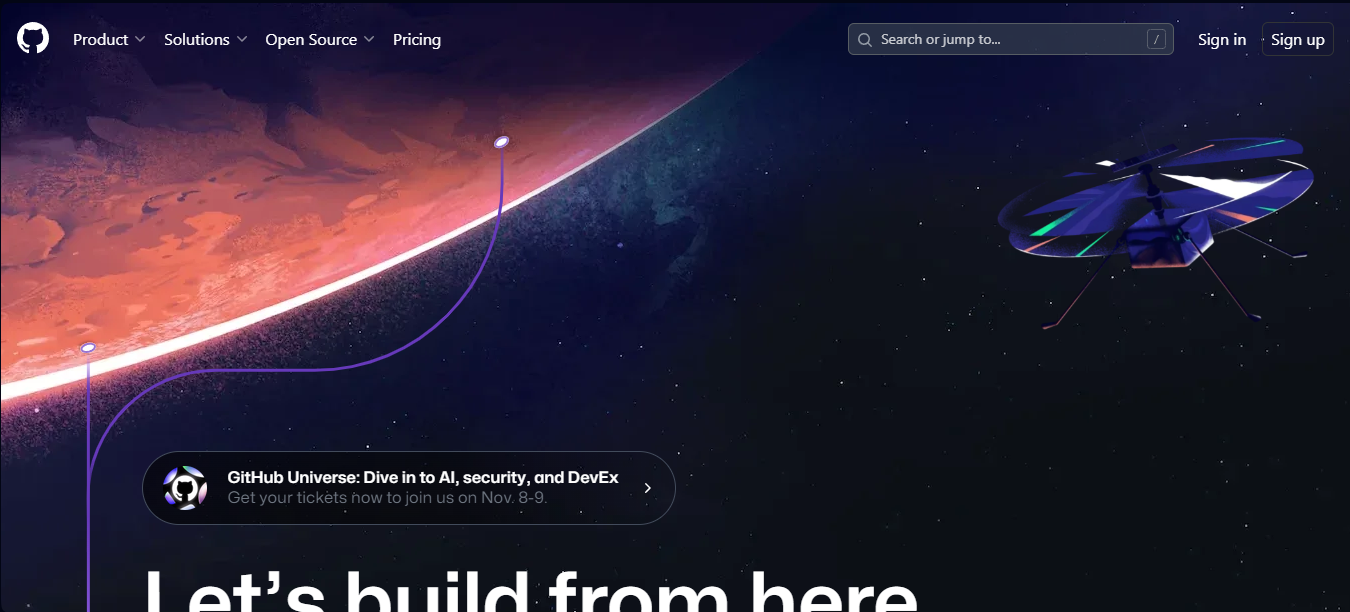 Product
Solutions
Open Source
Pricing
Search or jump to...
/
Sign in
Sign up
GitHub Universe: Dive in to AI, security, and DevEx
Get your tickets now to join us on Nov. 8-9.
Let's build from here